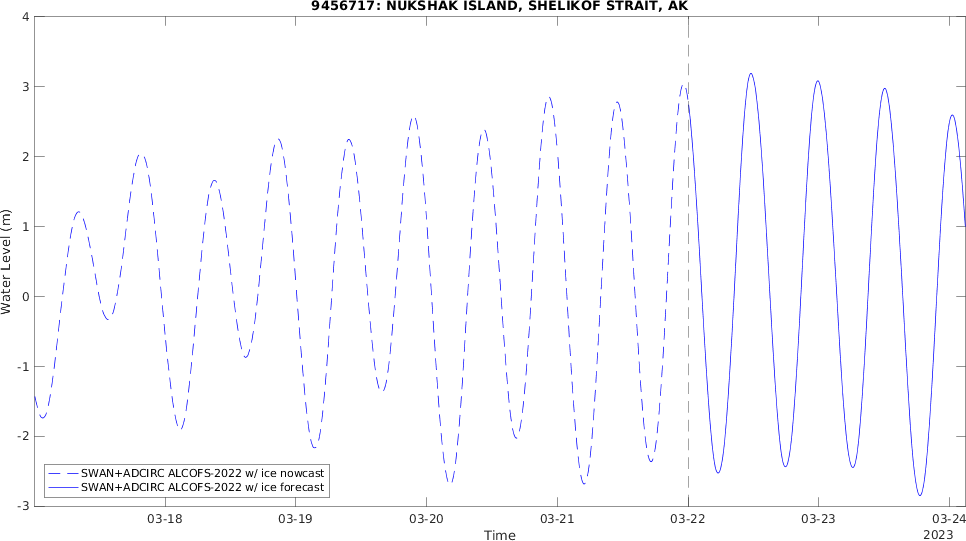 9456717: NUKSHAK ISLAND, SHELIKOF STRAIT, AK
4
3
2
1
0
-1
-2
-3
Water Level (m)
SWAN+ADCIRC ALCOFS-2022 w/ ice nowcast
SWAN+ADCIRC ALCOFS-2022 w/ ice forecast
03-18 03-19 03-20 03-21 03-22 03-23 03-24
Time
2023